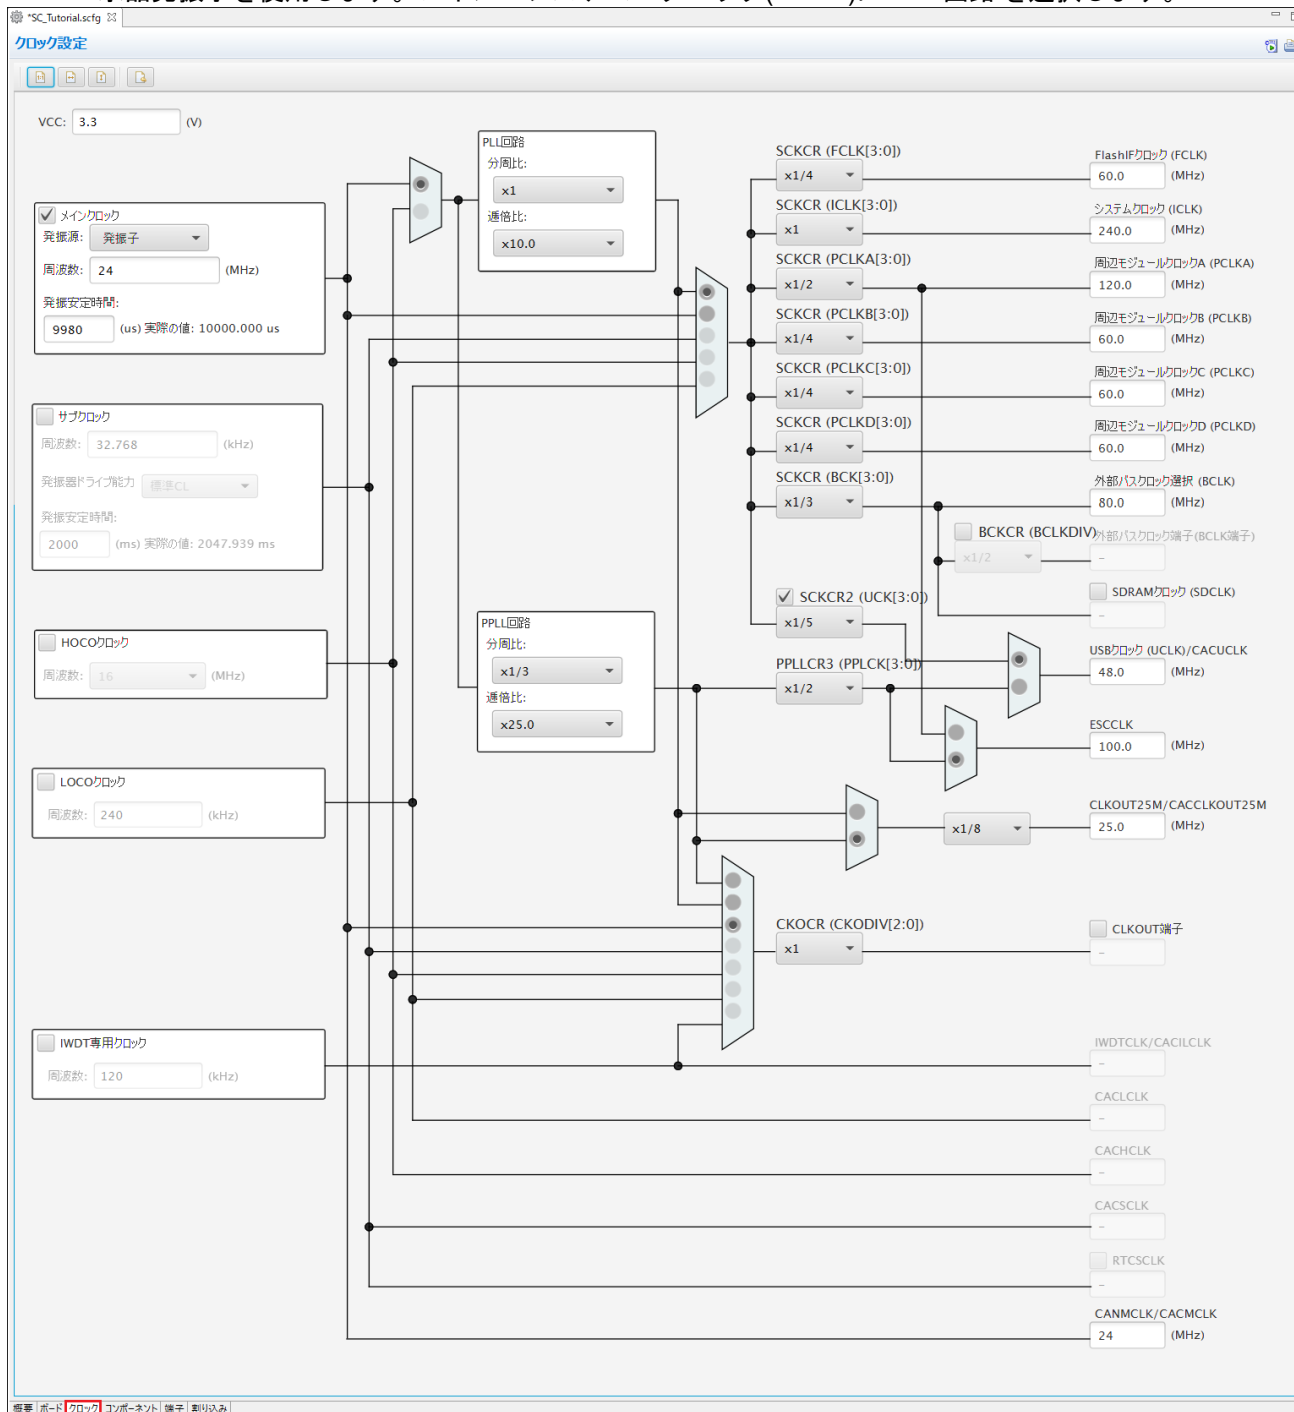 *SC_Tutorial.scfg
クロック設定
VCC: 3.3 (V)
メインクロック
発振源: 発振子
周波数: 24 (MHz)
発振安定時間:
9980 (us) 実際の値: 10000.000 us
サブクロック
周波数: 32.768 (kHz)
発振器ドライブ能力 標準CL
発振安定時間:
2000 (ms) 実際の値: 2047.939 ms
HOCOクロック
周波数: 16 (MHz)
LOCOクロック
周波数: 240 (kHz)
IWDT専用クロック
周波数: 120 (kHz)
PLL回路
分周比:
x1
逓倍比:
x10.0
PPLL回路
分周比:
x1/3
逓倍比:
x25.0
SCKCR (FCLK[3:0])
x1/4
SCKCR (ICLK[3:0])
x1
SCKCR (PCLKA[3:0])
x1/2
SCKCR (PCLKB[3:0])
x1/4
SCKCR (PCLKC[3:0])
x1/4
SCKCR (PCLKD[3:0])
x1/4
SCKCR (BCK[3:0])
x1/3
BCKCR (BCLKDIV)
x1/2
SCKCR2 (UCK[3:0])
x1/5
PPLLCR3 (PPLCK[3:0])
x1/2
x1/8
CKOCR (CKODIV[2:0])
x1
FlashIFクロック (FCLK)
60.0 (MHz)
システムクロック (ICLK)
240.0 (MHz)
周辺モジュールクロックA (PCLKA)
120.0 (MHz)
周辺モジュールクロックB (PCLKB)
60.0 (MHz)
周辺モジュールクロックC (PCLKC)
60.0 (MHz)
周辺モジュールクロックD (PCLKD)
60.0 (MHz)
外部バスクロック選択 (BCLK)
80.0 (MHz)
外部バスクロック端子(BCLK端子)
-
SDRAMクロック (SDCLK)
-
USBクロック (UCLK)/CACUCLK
48.0 (MHz)
ESCCLK
100.0 (MHz)
CLKOUT25M/CACCLKOUT25M
25.0 (MHz)
CLKOUT端子
-
IWDTCLK/CACILCLK
-
CACLCLK
-
CACHCLK
-
CACSCLK
-
RTCSCLK
-
CANMCLK/CACMCLK
24 (MHz)
概要 ボード クロック コンポーネント 端子 割り込み